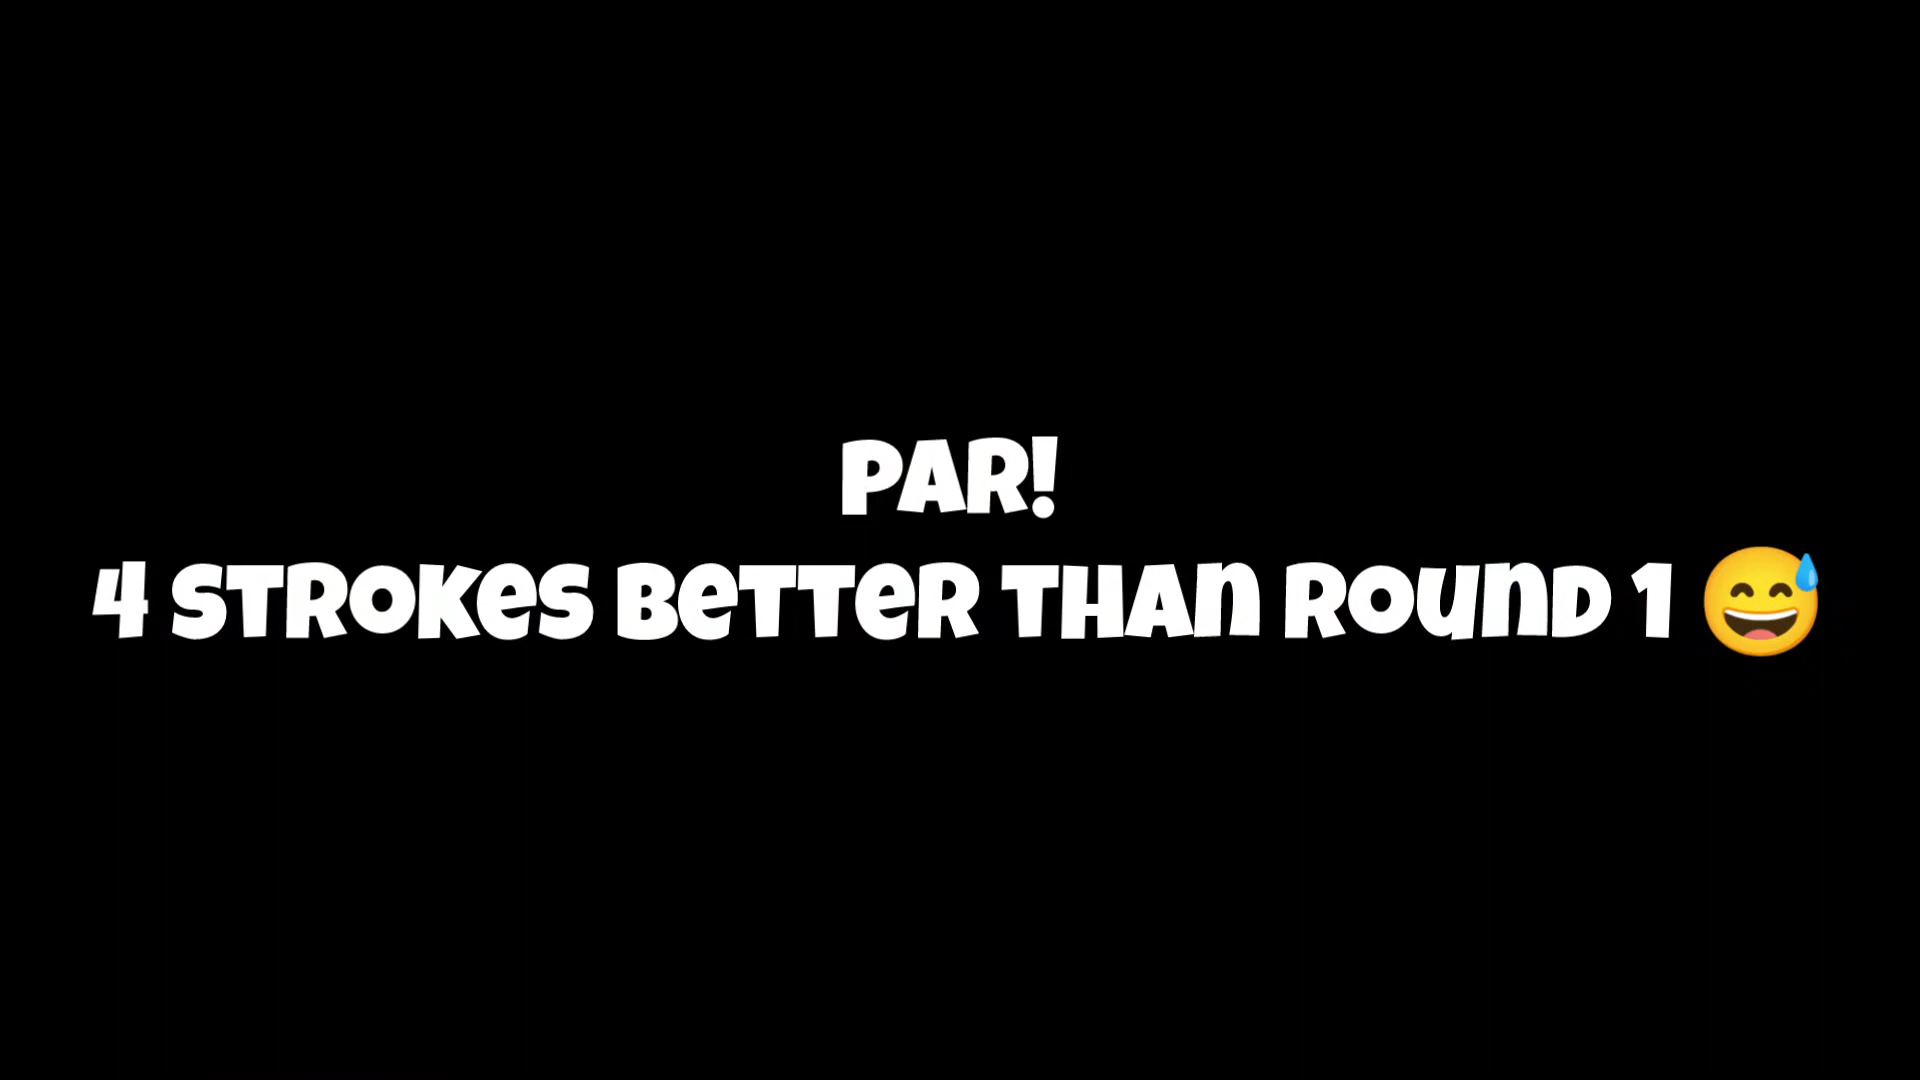 PAR!
4 STROKES BETTER THAN ROUND 1 😅